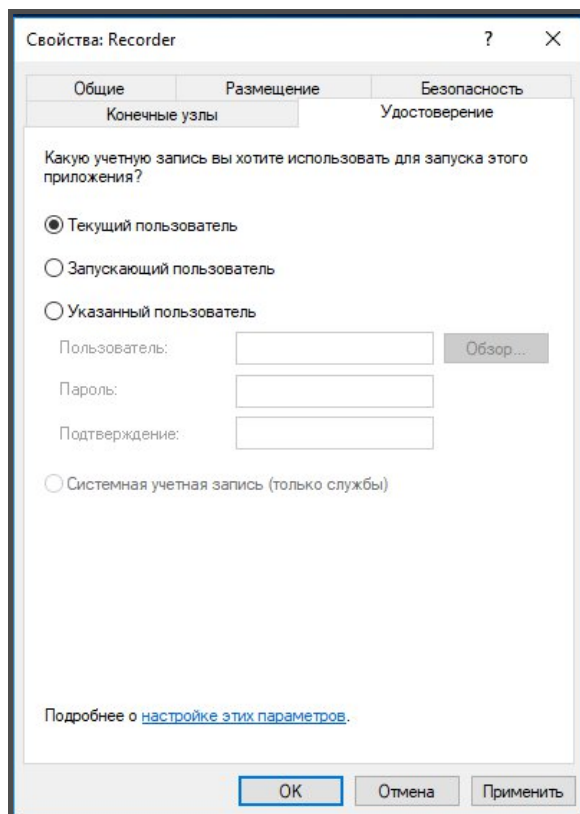 Свойства: Recorder
?
Общие
Размещение
Безопасность
Конечные узлы
Удостоверение
Какую учетную запись вы хотите использовать для запуска этого
приложения?
Текущий пользователь
Запускающий пользователь
Указанный пользователь
Пользователь:
Обзор...
Пароль:
Подтверждение:
Системная учетная запись (только службы)
Подробнее о настройке этих параметров.
OK
Отмена
Применить